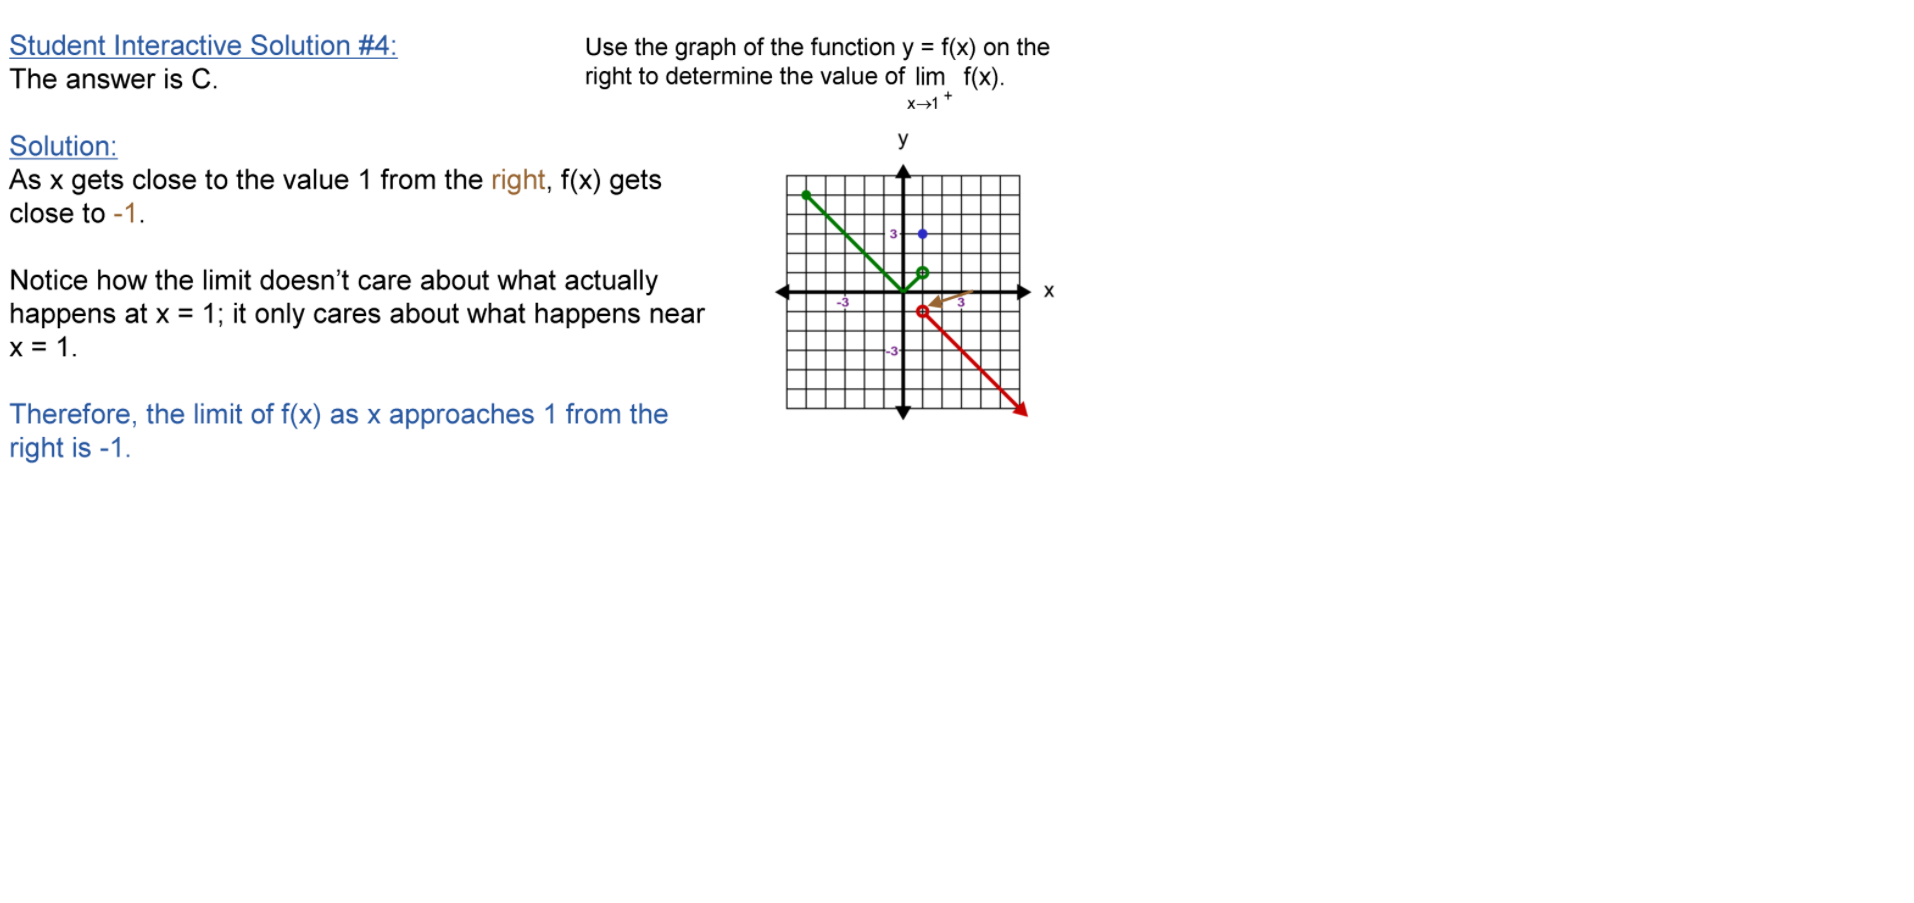 Student Interactive Solution #4:
The answer is C.
Solution:
As x gets close to the value 1 from the right, f(x) gets
close to -1.
Notice how the limit doesn’t care about what actually
happens at x = 1; it only cares about what happens near
x = 1.
Therefore, the limit of f(x) as x approaches 1 from the
right is -1.
Use the graph of the function y = f(x) on the
right to determine the value of lim f(x).
x→1 +
y
3
x
-3
3
-3